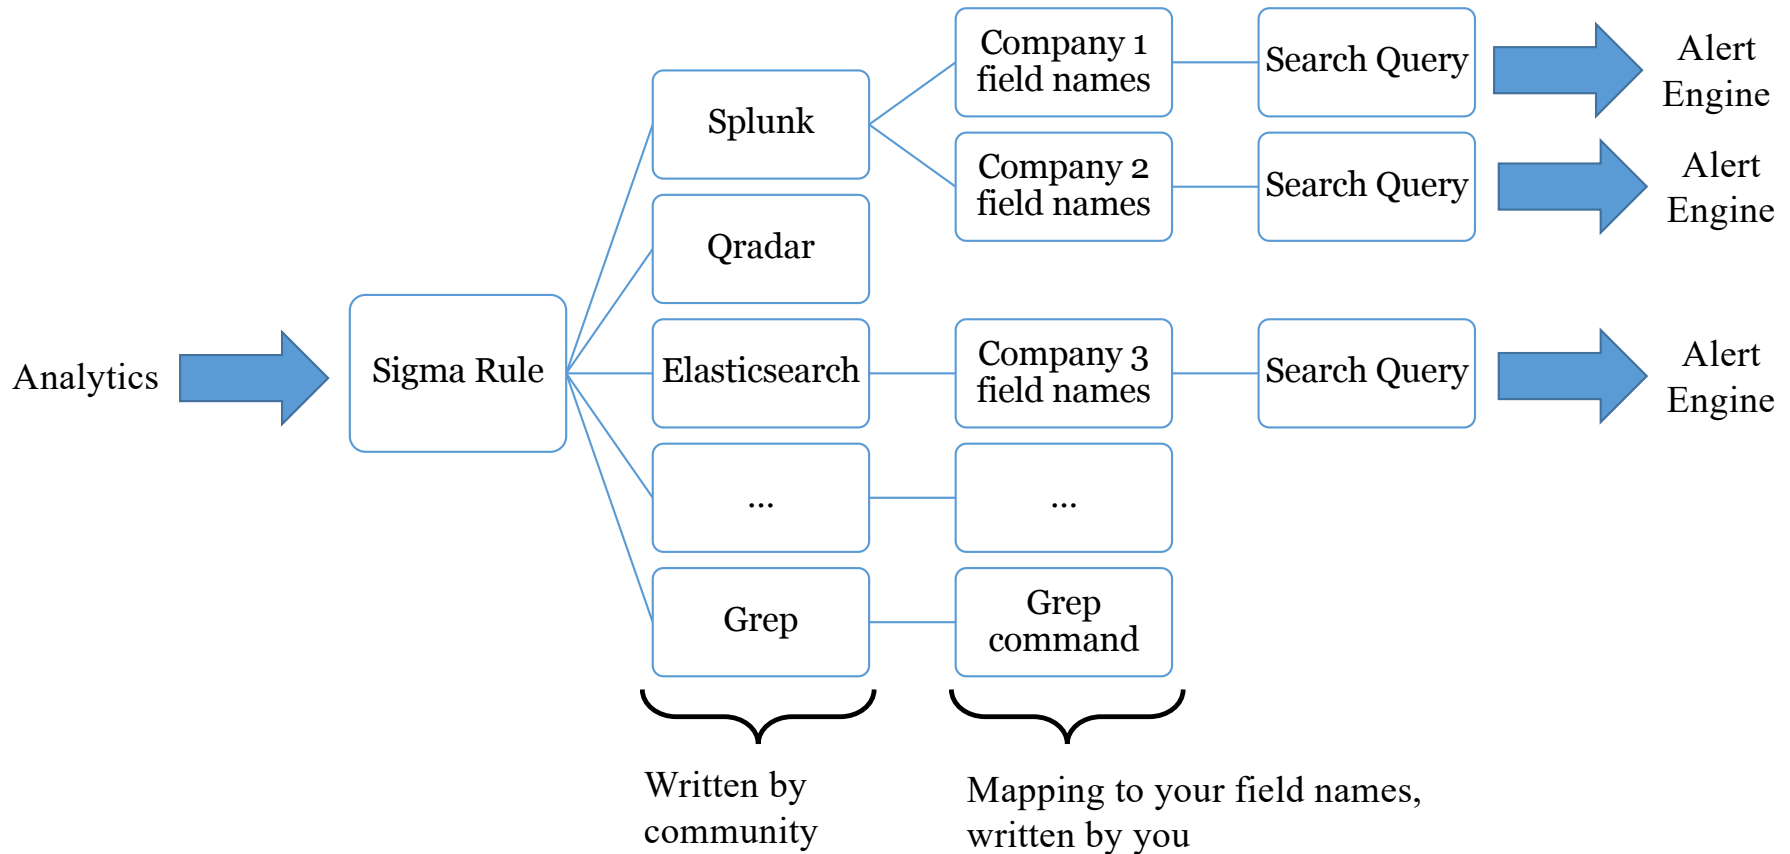 Analytics
Sigma Rule
Splunk
Qradar
Elasticsearch
...
Grep
Company 1
field names
Company 2
field names
Company 3
field names
...
Grep
command
Search Query
Search Query
Search Query
Alert
Engine
Alert
Engine
Alert
Engine
Written by
community
Mapping to your field names,
written by you